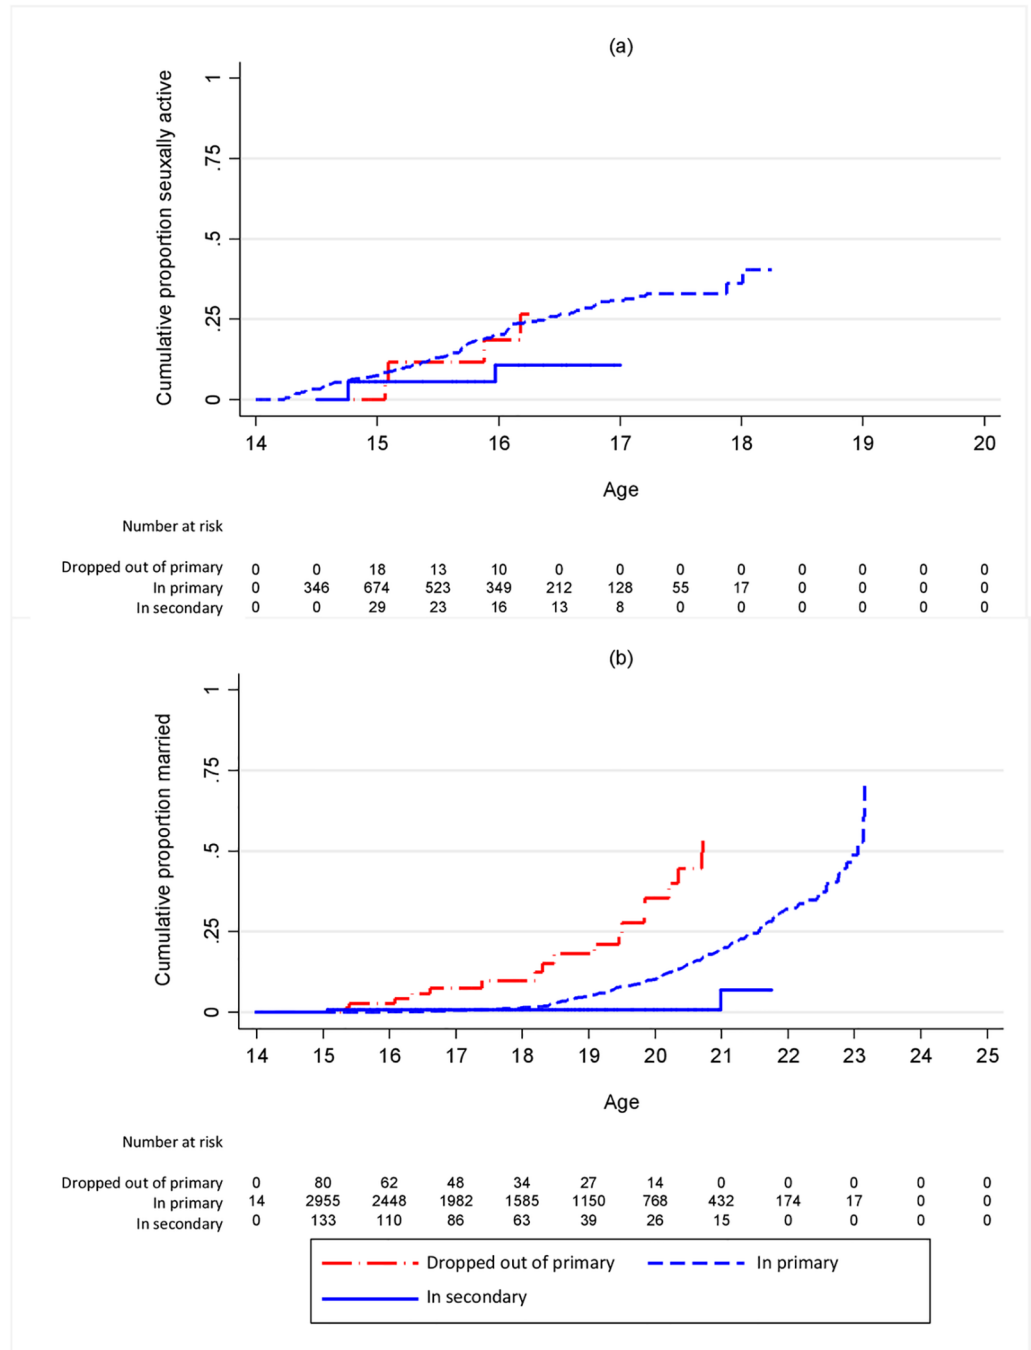 (a)
Cumulative proportion seuxally active
1
.75
.5
.25
0
14 15 16 17 18 19 20
Age
Number at risk
Dropped out of primary 0 0 18 13 10 0 0 0 0 0 0 0 0
In primary 0 346 674 523 349 212 128 55 17 0 0 0 0
In secondary 0 0 29 23 16 13 8 0 0 0 0 0 0
(b)
Cumulative proportion married
1
.75
.5
.25
0
14 15 16 17 18 19 20 21 22 23 24 25
Age
Number at risk
Dropped out of primary 0 80 62 48 34 27 14 0 0 0 0 0
In primary 14 2955 2448 1982 1585 1150 768 432 174 17 0 0
In secondary 0 133 110 86 63 39 26 15 0 0 0 0
Dropped out of primary In primary
In secondary